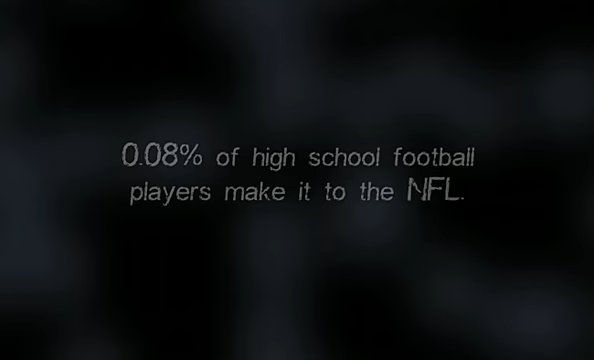 0.08% of high school football
players make it to the NFL.